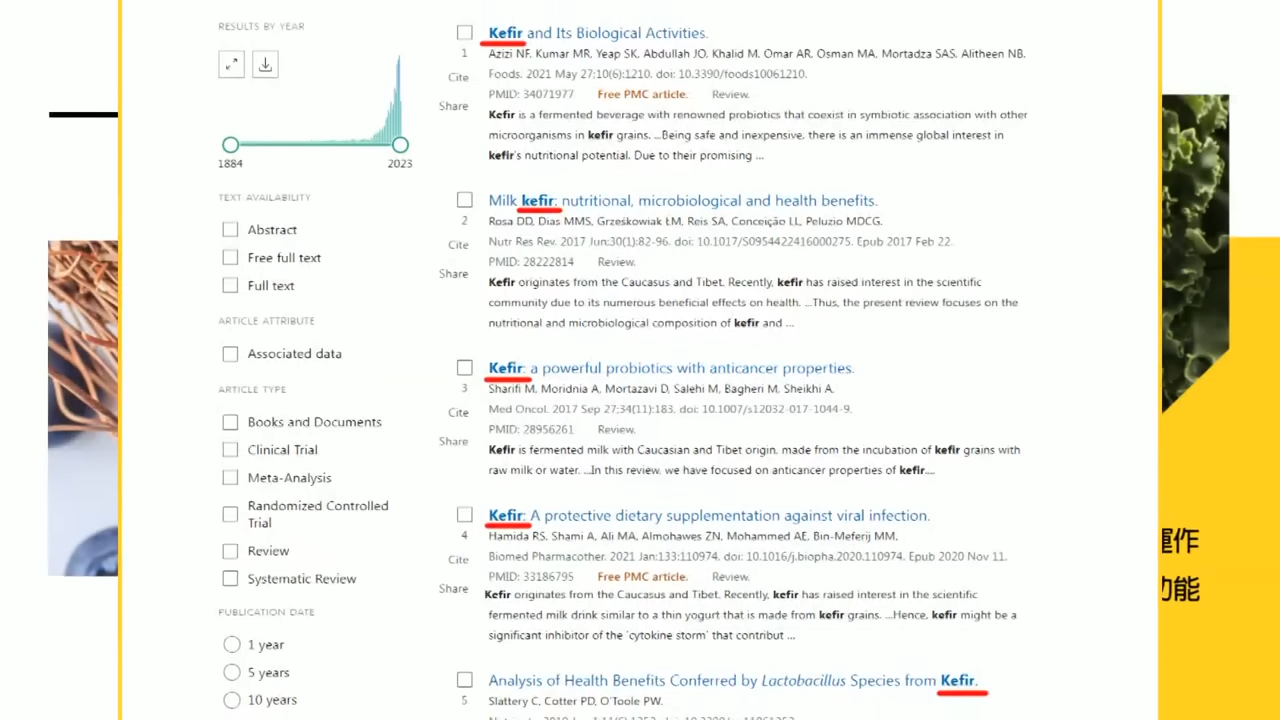 RESULTS BY YEAR
1884
2023
TEXT AVAILABILITY
Abstract
Free full text
Full text
ARTICLE ATTRIBUTE
Associated data
ARTICLE TYPE
Books and Documents
Clinical Trial
Meta-Analysis
Randomized Controlled
Trial
Review
Systematic Review
PUBLICATION DATE
1 year
5 years
10 years
Kefir and Its Biological Activities.
1
Azizi NF, Kumar MR, Yeap SK, Abdullah JO, Khalid M, Omar AR, Osman MA, Mortadza SAS, Alitheen NB.
Cite
Foods. 2021 May 27;10(6):1210. doi: 10.3390/foods10061210.
Share
PMID: 34071977 Free PMC article. Review.
Kefir is a fermented beverage with renowned probiotics that coexist in symbiotic association with other
microorganisms in kefir grains. ...Being safe and inexpensive, there is an immense global interest in
kefir's nutritional potential. Due to their promising ...
Milk kefir: nutritional, microbiological and health benefits.
2
Rosa DD, Dias MMS, Grześkowiak ŁM, Reis SA, Conceição LL, Peluzio MDCG.
Cite
Nutr Res Rev. 2017 Jun;30(1):82-96. doi: 10.1017/S0954422416000275. Epub 2017 Feb 22.
Share
PMID: 28222814 Review.
Kefir originates from the Caucasus and Tibet. Recently, kefir has raised interest in the scientific
community due to its numerous beneficial effects on health. ...Thus, the present review focuses on the
nutritional and microbiological composition of kefir and ...
Kefir: a powerful probiotics with anticancer properties.
3
Sharifi M, Moridnia A, Mortazavi D, Salehi M, Bagheri M, Sheikhi A.
Cite
Med Oncol. 2017 Sep 27;34(11):183. doi: 10.1007/s12032-017-1044-9.
Share
PMID: 28956261 Review.
Kefir is fermented milk with Caucasian and Tibet origin, made from the incubation of kefir grains with
raw milk or water. ...In this review, we have focused on anticancer properties of kefir....
Kefir: A protective dietary supplementation against viral infection.
4
Hamida RS, Shami A, Ali MA, Almohawes ZN, Mohammed AE, Bin-Meferij MM.
Cite
Biomed Pharmacother. 2021 Jan;133:110974. doi: 10.1016/j.biopha.2020.110974. Epub 2020 Nov 11.
Share
PMID: 33186795 Free PMC article. Review.
Kefir originates from the Caucasus and Tibet. Recently, kefir has raised interest in the scientific
fermented milk drink similar to a thin yogurt that is made from kefir grains. ...Hence, kefir might be a
significant inhibitor of the 'cytokine storm' that contribut ...
Analysis of Health Benefits Conferred by Lactobacillus Species from Kefir.
5
Slattery C, Cotter PD, O'Toole PW.
運作
功能